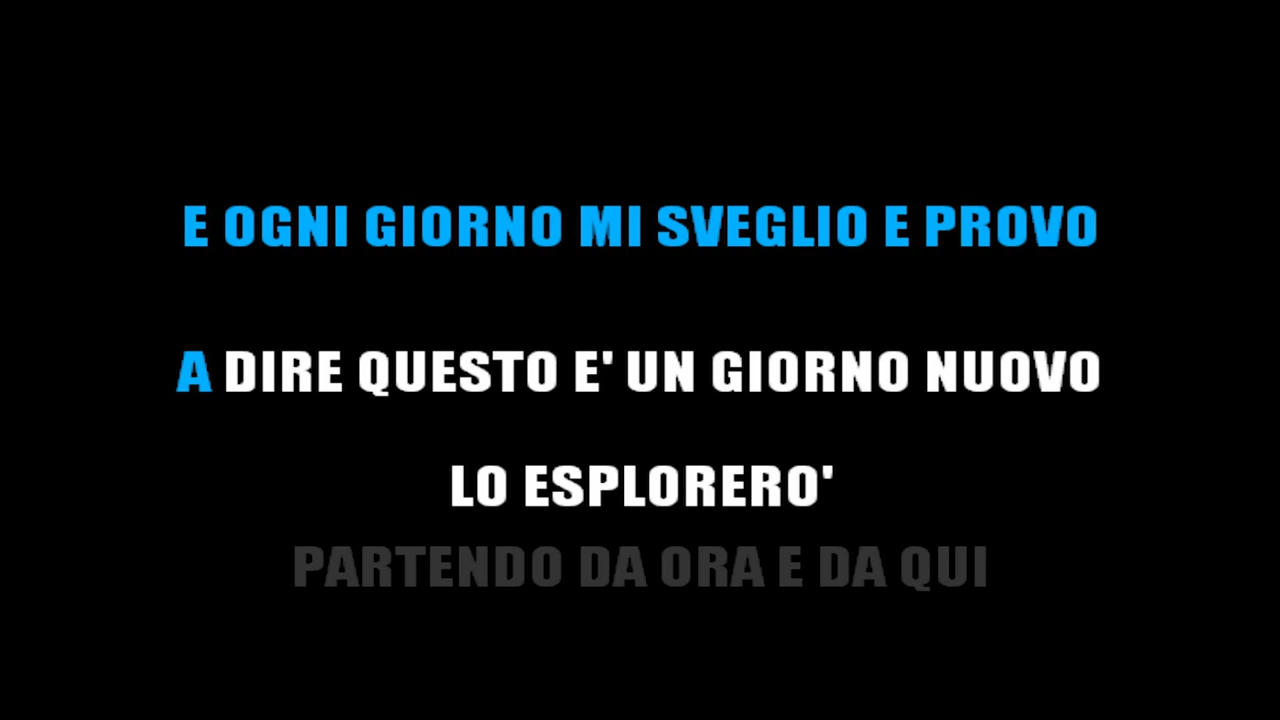 E OGNI GIORNO MI SVEGLIO E PROVO
A DIRE QUESTO E' UN GIORNO NUOVO
LO ESPLORERO'
PARTENDO DA ORA E DA QUI